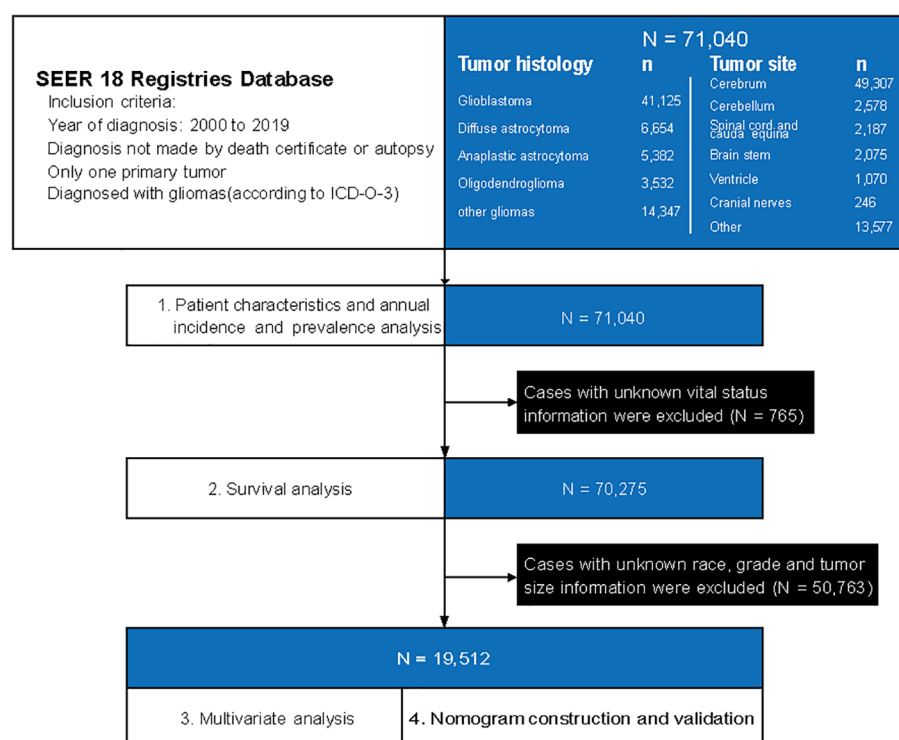 SEER 18 Registries Database
Inclusion criteria:
Year of diagnosis: 2000 to 2019
Diagnosis not made by death certificate or autopsy
Only one primary tumor
Diagnosed with gliomas(according to ICD-O-3)
N = 71,040
Tumor histology n
Glioblastoma 41,125
Diffuse astrocytoma 6,654
Anaplastic astrocytoma 5,382
Oligodendroglioma 3,532
other gliomas 14,347
Tumor site n
Cerebrum 49,307
Cerebellum 2,578
Spinal cord and
cauda equina 2,187
Brain stem 2,075
Ventricle 1,070
Cranial nerves 246
Other 13,577
1. Patient characteristics and annual
incidence and prevalence analysis
N = 71,040
Cases with unknown vital status
information were excluded (N = 765)
2. Survival analysis
N = 70,275
Cases with unknown race, grade and tumor
size information were excluded (N = 50,763)
N = 19,512
3. Multivariate analysis
4. Nomogram construction and validation